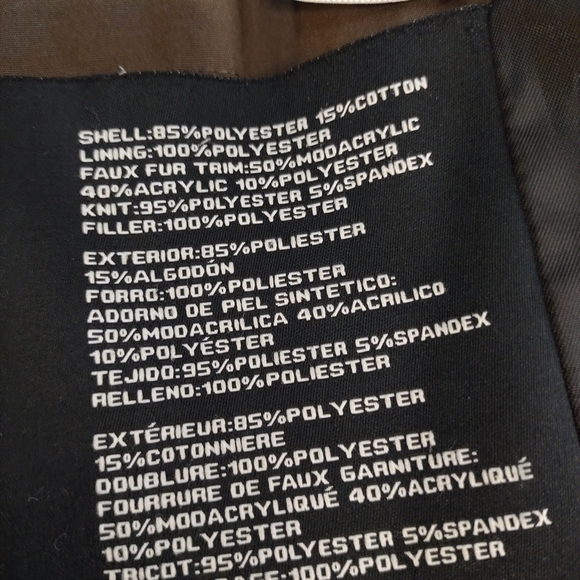 SHELL:85%POLYESTER 15%COTTON
LINING:100%POLYESTER
FAUX FUR TRIM:50%MODACRYLIC
40%ACRYLIC 10%POLYESTER
KNIT:95%POLYESTER 5%SPANDEX
FILLER:100%POLYESTER
EXTERIOR:85%POLIESTER
15%ALGODÓN
FORRO:100%POLIESTER
ADORNO DE PIEL SINTETICO:
50%MODACRILICA 40%ACRILICO
10%POLYÉSTER
TEJIDO:95%POLIESTER 5%SPANDEX
RELLENO:100%POLIESTER
EXTÉRIEUR:85%POLYESTER
15%COTONNIERE
DOUBLURE:100%POLYESTER
FOURRURE DE FAUX GARNITURE:
50%MODACRYLIQUÉ 40%ACRYLIQUÉ
10%POLYESTER
TRICOT:95%POLYESTER 5%SPANDEX
:100%POLYESTER